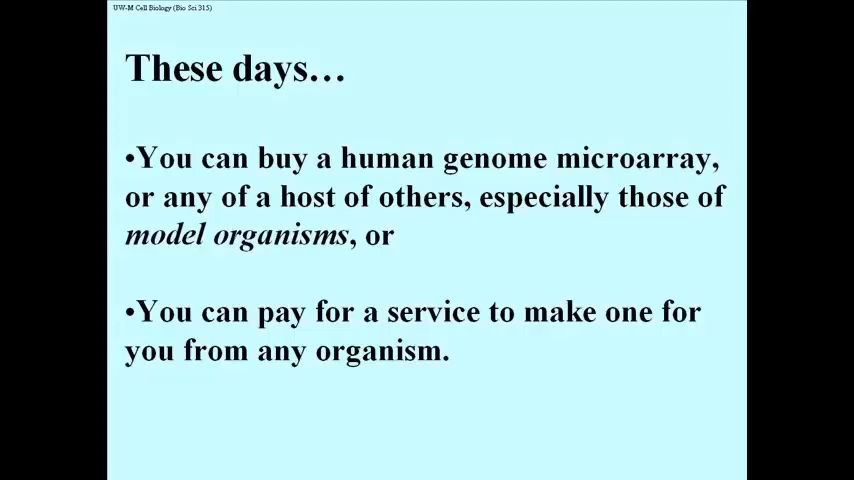 UW-M Cell Biology (Bio Sci 315)
These days…
•You can buy a human genome microarray,
or any of a host of others, especially those of
model organisms, or
•You can pay for a service to make one for
you from any organism.